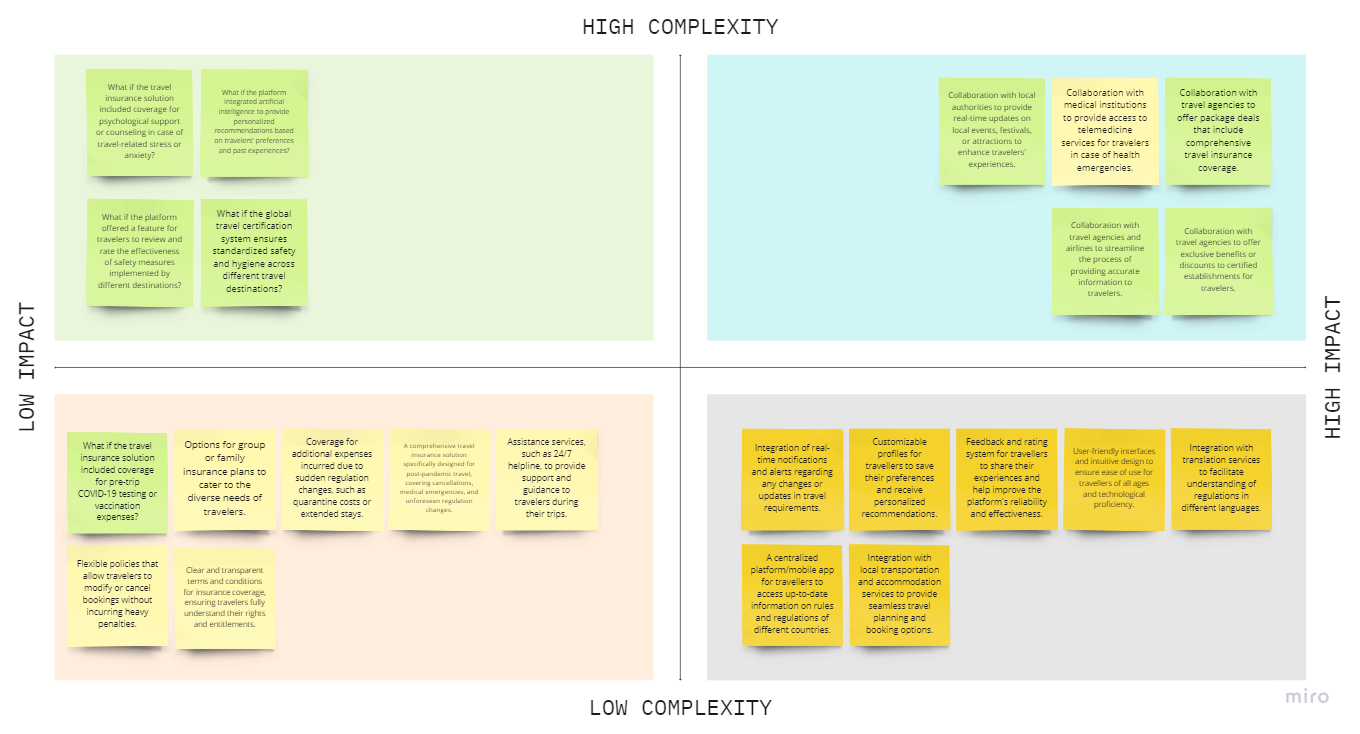 HIGH COMPLEXITY
What if the travel
insurance solution
included coverage for
psychological support
or counseling in case of
travel-related stress or
anxiety?
What if the platform
integrated artificial
intelligence to provide
personalized
recommendations based
on travelers' preferences
and past experiences?
What if the platform
offered a feature for
travelers to review and
rate the effectiveness
of safety measures
implemented by
different destinations?
What if the global
travel certification
system ensures
standardized safety
and hygiene across
different travel
destinations?
Collaboration with local
authorities to provide
real-time updates on
local events, festivals,
or attractions to
enhance travelers'
experiences.
Collaboration with
medical institutions
to provide access to
telemedicine
services for travelers
in case of health
emergencies.
Collaboration with
travel agencies to
offer package deals
that include
comprehensive
travel insurance
coverage.
Collaboration with
travel agencies and
airlines to streamline
the process of
providing accurate
information to
travelers.
Collaboration with
travel agencies to offer
exclusive benefits or
discounts to certified
establishments for
travelers.
LOW IMPACT
HIGH IMPACT
What if the travel
insurance solution
included coverage
for pre-trip
COVID-19 testing or
vaccination
expenses?
Options for group
or family
insurance plans to
cater to the
diverse needs of
travelers.
Coverage for
additional expenses
incurred due to
sudden regulation
changes, such as
quarantine costs or
extended stays.
A comprehensive travel
insurance solution
specifically designed for
post-pandemic travel,
covering cancellations,
medical emergencies, and
unforeseen regulation
changes.
Assistance services,
such as 24/7
helpline, to provide
support and
guidance to
travelers during
their trips.
Flexible policies that
allow travelers to
modify or cancel
bookings without
incurring heavy
penalties.
Clear and transparent
terms and conditions
for insurance coverage,
ensuring travelers fully
understand their rights
and entitlements.
Integration of real-
time notifications
and alerts regarding
any changes or
updates in travel
requirements.
Customizable
profiles for
travellers to save
their preferences
and receive
personalized
recommendations.
Feedback and rating
system for travellers
to share their
experiences and
help improve the
platform's reliability
and effectiveness.
User-friendly interfaces
and intuitive design to
ensure ease of use for
travellers of all ages
and technological
proficiency.
Integration with
translation services
to facilitate
understanding of
regulations in
different languages.
A centralized
platform/mobile app
for travellers to
access up-to-date
information on rules
and regulations of
different countries.
Integration with
local transportation
and accommodation
services to provide
seamless travel
planning and
booking options.
LOW COMPLEXITY
miro